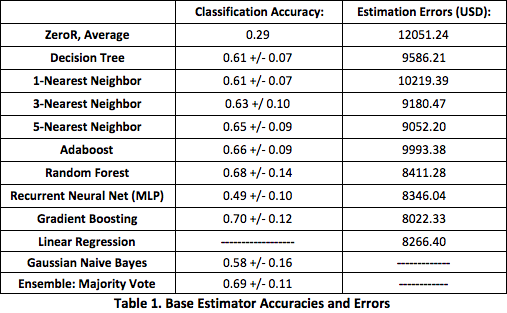 Classification Accuracy: Estimation Errors (USD):
ZeroR, Average 0.29 12051.24
Decision Tree 0.61 +/- 0.07 9586.21
1-Nearest Neighbor 0.61 +/- 0.07 10219.39
3-Nearest Neighbor 0.63 +/ 0.10 9180.47
5-Nearest Neighbor 0.65 +/- 0.09 9052.20
Adaboost 0.66 +/- 0.09 9993.38
Random Forest 0.68 +/- 0.14 8411.28
Recurrent Neural Net (MLP) 0.49 +/- 0.10 8346.04
Gradient Boosting 0.70 +/- 0.12 8022.33
Linear Regression ------------------ 8266.40
Gaussian Naive Bayes 0.58 +/- 0.16 -------------
Ensemble: Majority Vote 0.69 +/- 0.11 ------------
Table 1. Base Estimator Accuracies and Errors